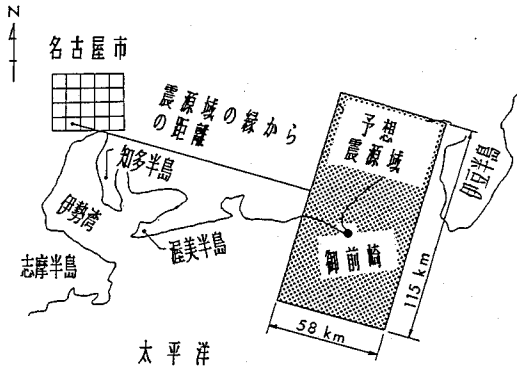 N
名古屋市
震源域の縁から
の距離
予想
震源域
伊豆半島
知多半島
伊勢湾
渥美半島
御前崎
志摩半島
115 km
58 km
太平洋